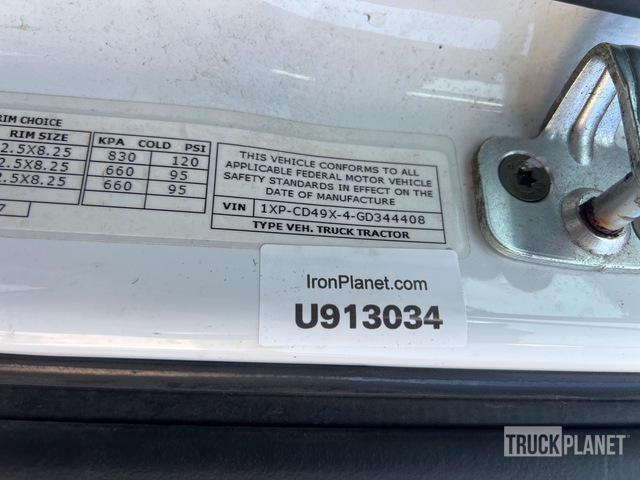 RIM CHOICE
RIM SIZE KPA COLD PSI
2.5X8.25 830 120
2.5X8.25 660 95
2.5X8.25 660 95
7
THIS VEHICLE CONFORMS TO ALL
APPLICABLE FEDERAL MOTOR VEHICLE
SAFETY STANDARDS IN EFFECT ON THE
DATE OF MANUFACTURE
VIN 1XP-CD49X-4-GD344408
TYPE VEH. TRUCK TRACTOR
IronPlanet.com
U913034
TRUCKPLANET